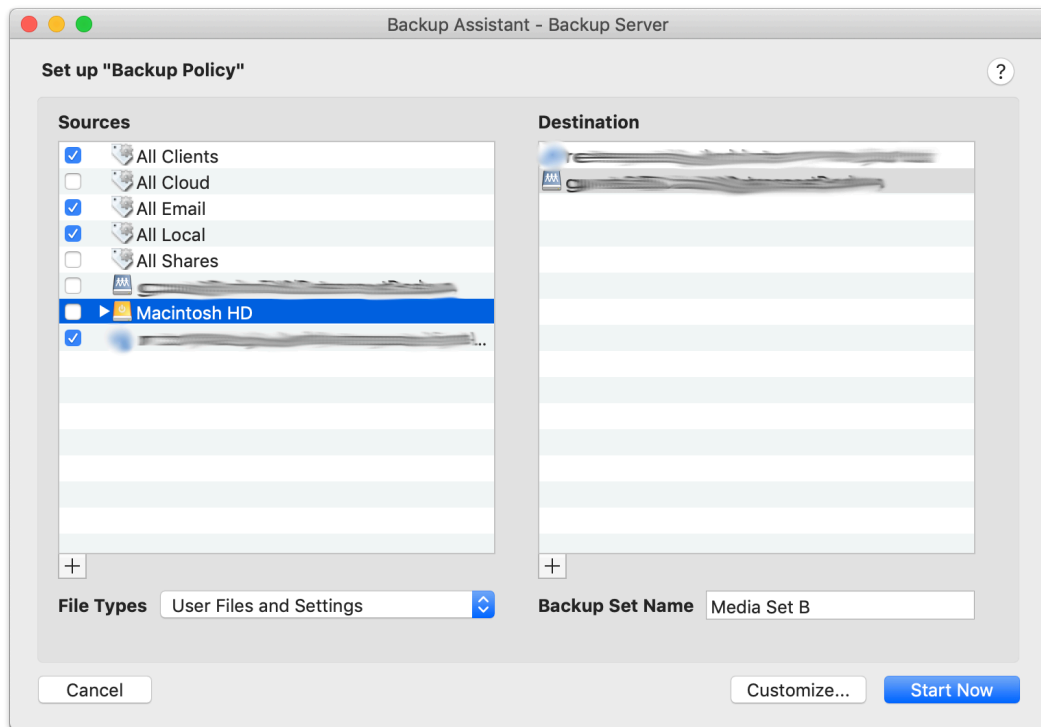 Backup Assistant - Backup Server
Set up "Backup Policy"
?
Sources
Destination
All Clients
All Cloud
All Email
All Local
All Shares
Macintosh HD
...
+
+
File Types
User Files and Settings
Backup Set Name
Media Set B
Cancel
Customize...
Start Now